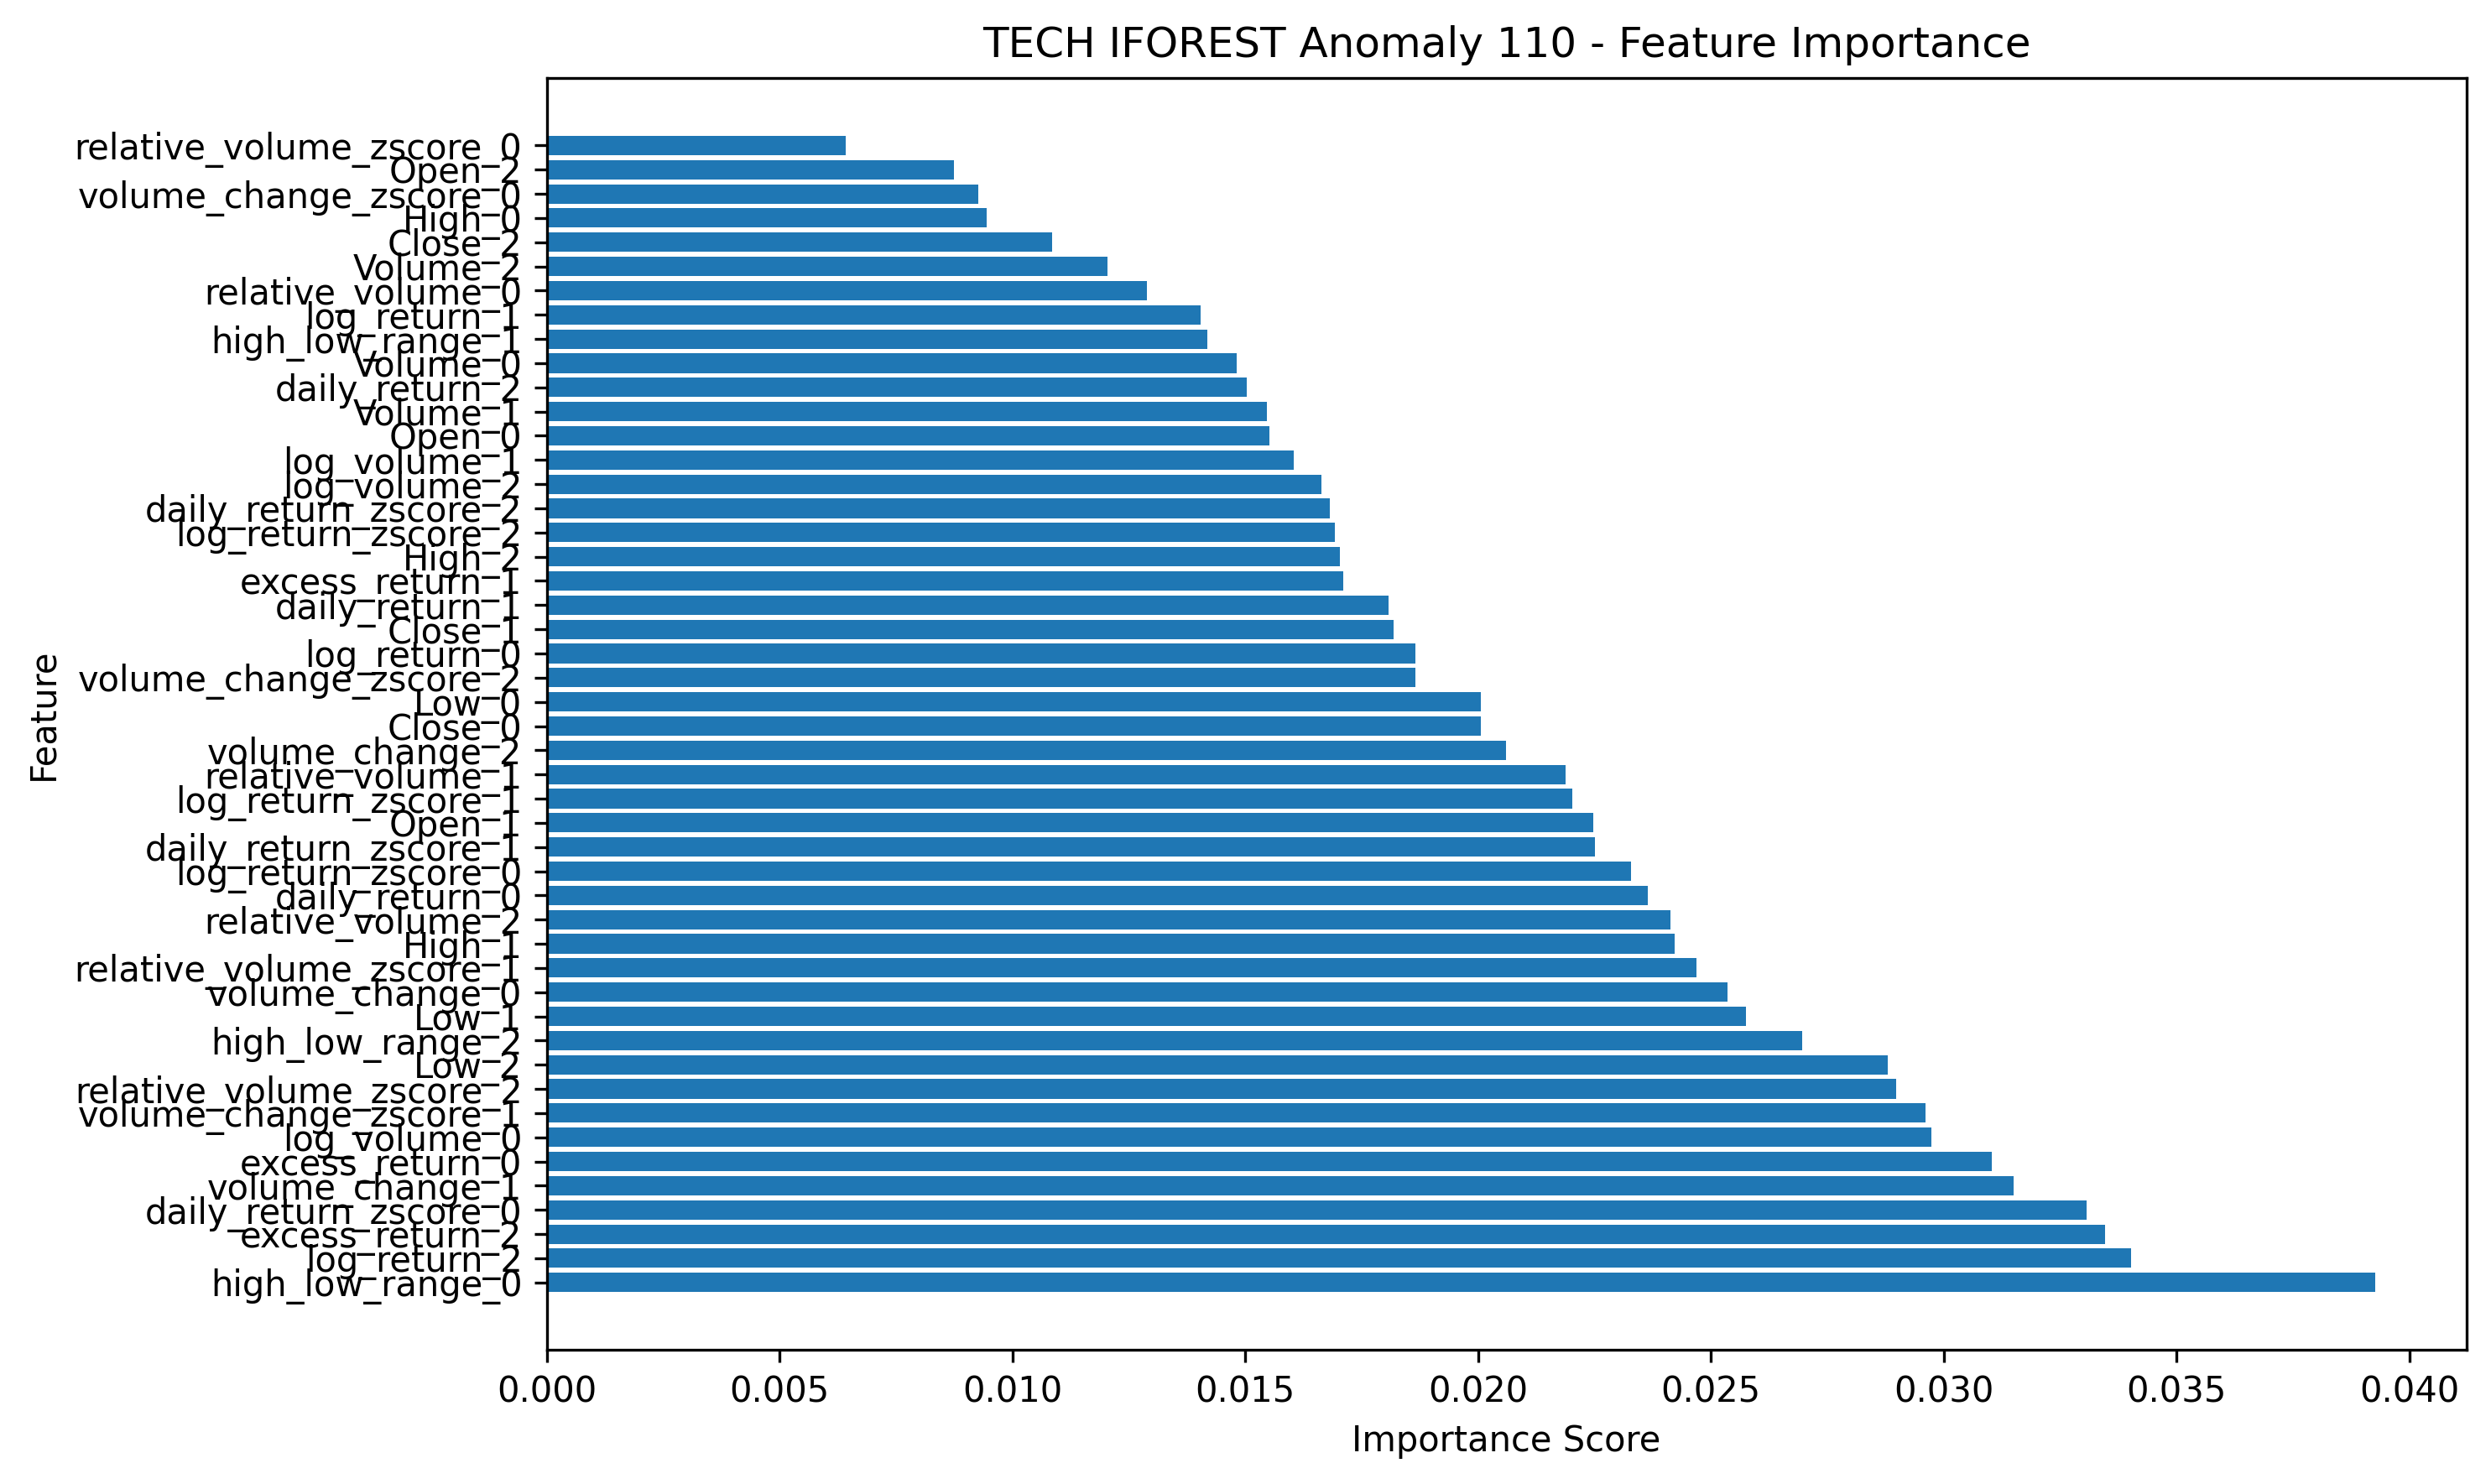 TECH IFOREST Anomaly 110 - Feature Importance
relative_volume_zscore_0
Open_2
volume_change_zscore_0
High_0
Close_2
Volume_2
relative_volume_0
log_return_1
high_low_range_1
Volume_0
daily_return_2
Volume_1
Open_0
log_volume_1
log_volume_2
daily_return_zscore_2
log_return_zscore_2
High_2
excess_return_1
daily_return_1
Close_1
log_return_0
volume_change_zscore_2
Low_0
Close_0
volume_change_2
relative_volume_1
log_return_zscore_1
Open_1
daily_return_zscore_1
log_return_zscore_0
daily_return_0
relative_volume_2
High_1
relative_volume_zscore_1
volume_change_0
Low_1
high_low_range_2
Low_2
relative_volume_zscore_2
volume_change_zscore_1
log_volume_0
excess_return_0
volume_change_1
daily_return_zscore_0
excess_return_2
log_return_2
high_low_range_0
Feature
0.000 0.005 0.010 0.015 0.020 0.025 0.030 0.035 0.040
Importance Score